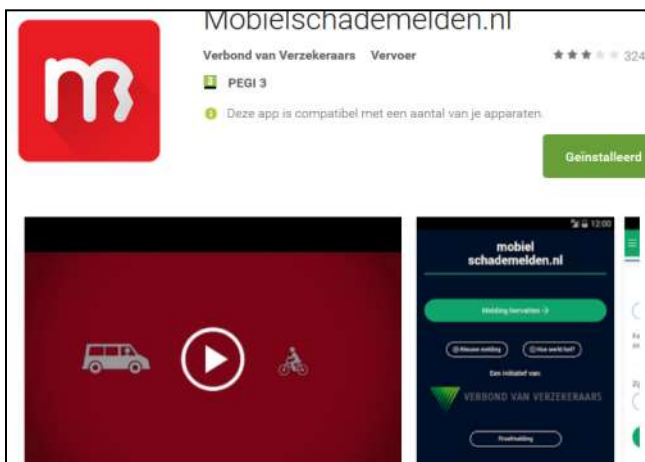 Mobielschademelden.nl
Verbond van Verzekeraars Vervoer
324
PEGI 3
Deze app is compatibel met een aantal van je apparaten.
Geïnstalleerd
12:00
mobiel
schademelden.nl
Melding hervatten
Nieuwe melding
Hoe werkt het?
Een initiatief van:
VERBOND VAN VERZEKERAARS
Proefmelding